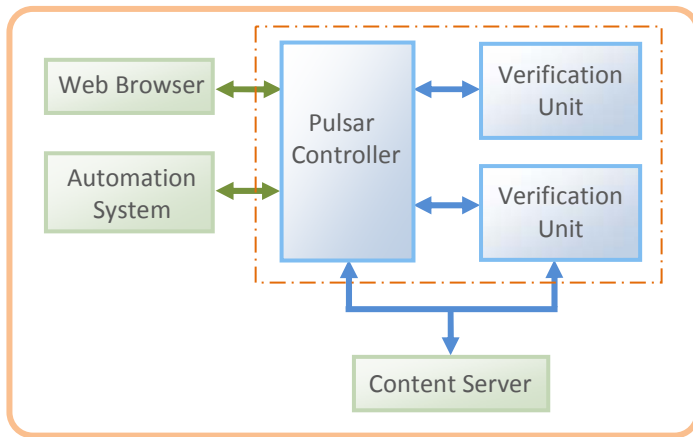 Web Browser
Automation
System
Pulsar
Controller
Verification
Unit
Verification
Unit
Content Server